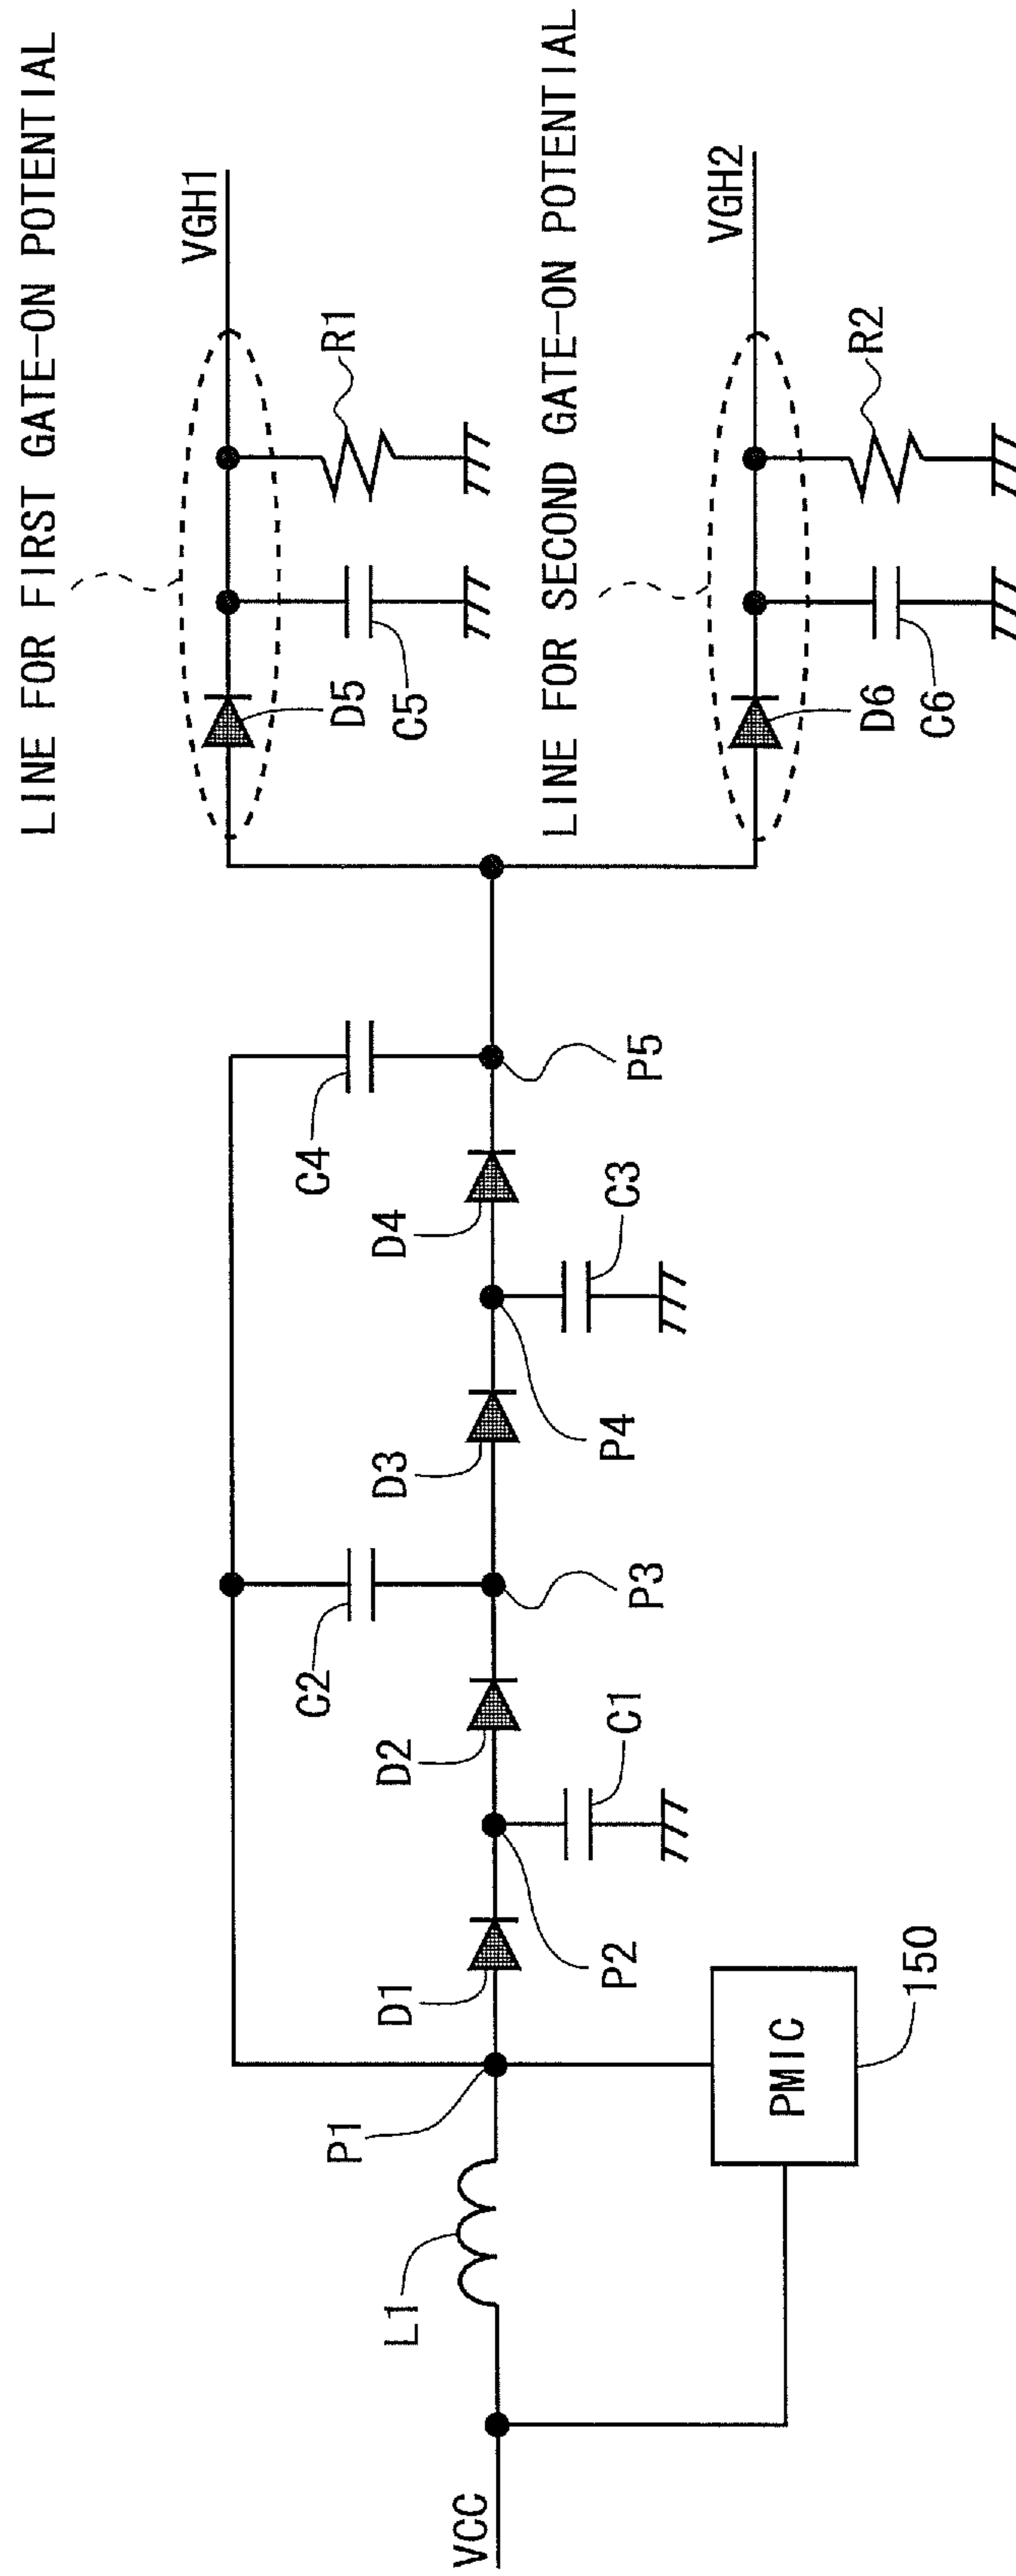 LINE FOR FIRST GATE-ON POTENTIAL
VGH1
R1
D5
C5
LINE FOR SECOND GATE-ON POTENTIAL
VGH2
R2
D6
C6
C4
P5
D4
C3
P4
D3
C2
P3
D2
C1
P2
D1
P1
L1
VCC
PMIC
150